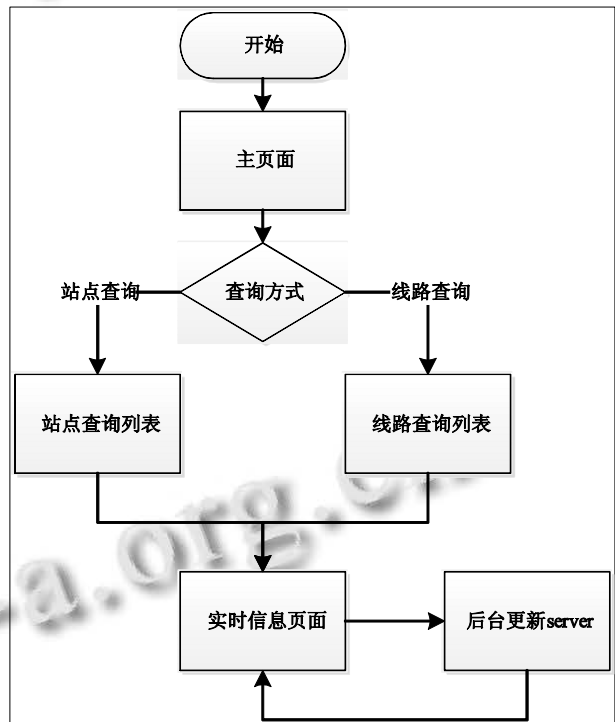 开始
主页面
查询方式
站点查询
线路查询
站点查询列表
线路查询列表
实时信息页面
后台更新server